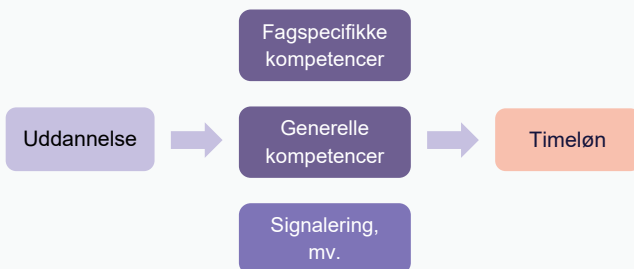 Fagspecifikke
kompetencer
Uddannelse
Generelle
kompetencer
Timeløn
Signalering,
mv.